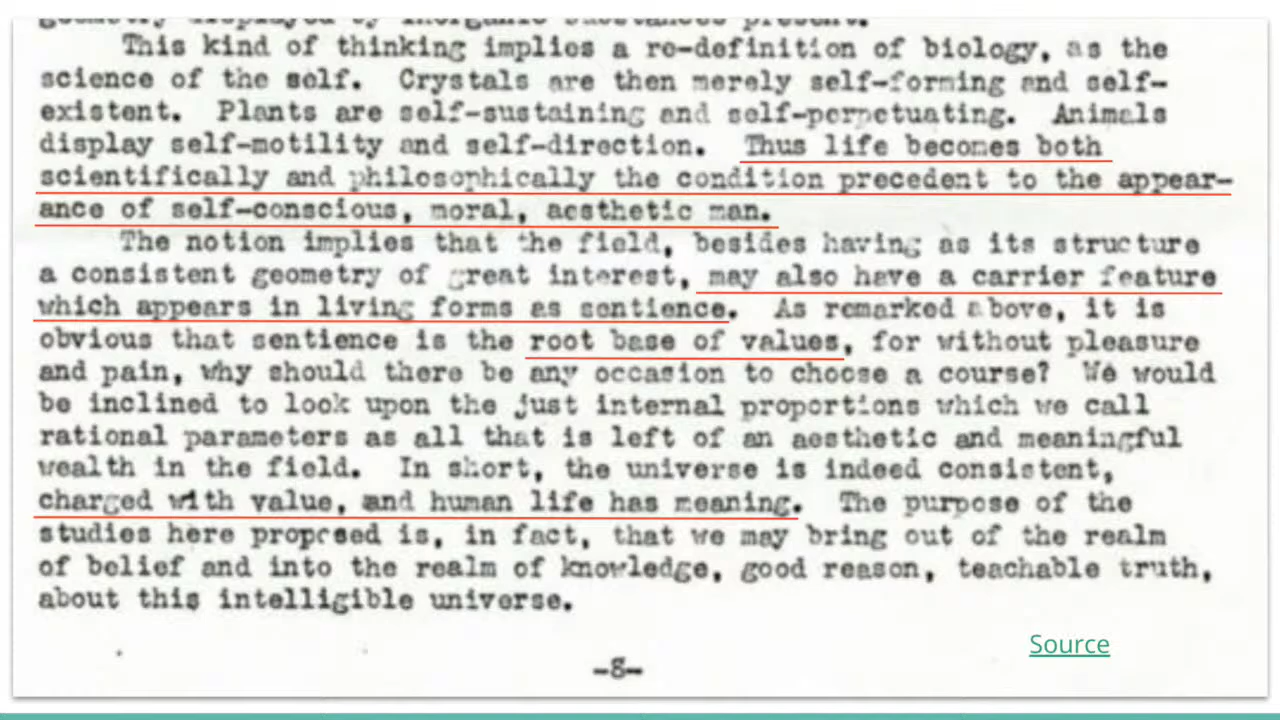 geometry displayed by inorganic substances present.
This kind of thinking implies a re-definition of biology, as the
science of the self. Crystals are then merely self-forming and self-
existent. Plants are self-sustaining and self-perpetuating. Animals
display self-motility and self-direction. Thus life becomes both
scientifically and philosophically the condition precedent to the appear-
ance of self-conscious, moral, aesthetic man.
The notion implies that the field, besides having as its structure
a consistent geometry of great interest, may also have a carrier feature
which appears in living forms as sentience. As remarked above, it is
obvious that sentience is the root base of values, for without pleasure
and pain, why should there be any occasion to choose a course? We would
be inclined to look upon the just internal proportions which we call
rational parameters as all that is left of an aesthetic and meaningful
wealth in the field. In short, the universe is indeed consistent,
charged with value, and human life has meaning. The purpose of the
studies here proposed is, in fact, that we may bring out of the realm
of belief and into the realm of knowledge, good reason, teachable truth,
about this intelligible universe.
Source
-8-